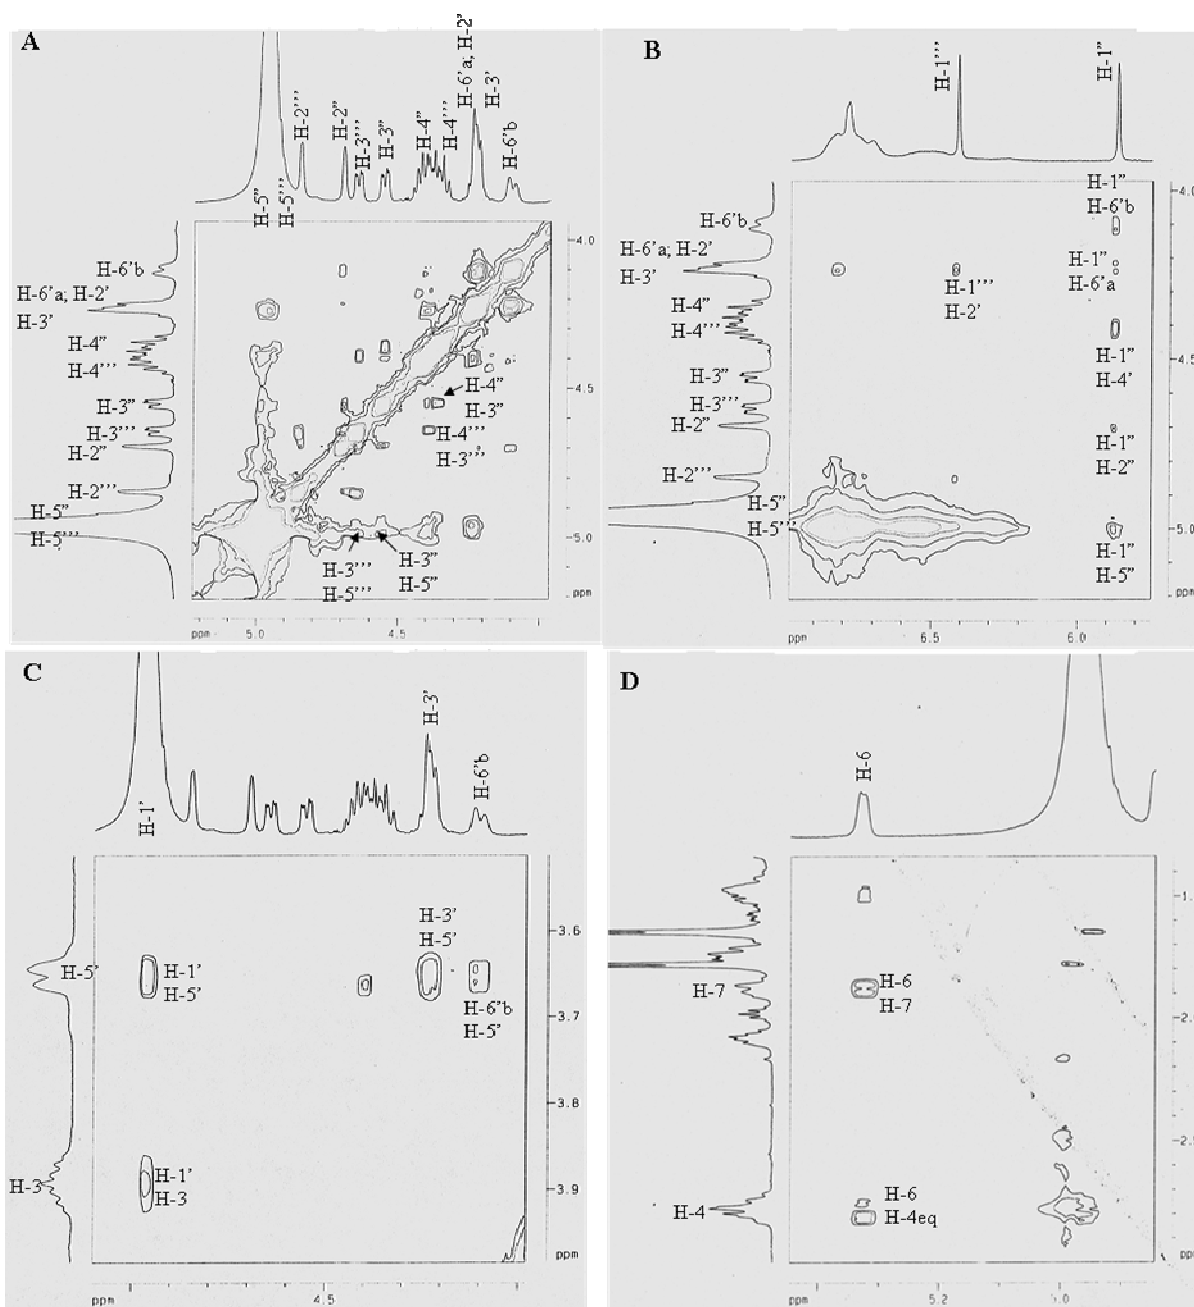 A
H-5”
H-5’’’
H-2’’’
H-2”
H-3’’’
H-3”
H-4”
H-4’’’
H-6’a; H-2’
H-3’
H-6’b
H-6’b
H-6’a; H-2’
H-3’
H-4”
H-4’’’
H-3”
H-3’’’
H-2”
H-2’’’
H-5”
H-5’’’
H-4”
H-3”
H-4’’’
H-3’’’
H-3’’’
H-5’’’
H-3”
H-5”
4.0
4.5
5.0
ppm
ppm
5.0
4.5
B
H-1’’’
H-1”
H-6’b
H-6’a; H-2’
H-3’
H-4”
H-4’’’
H-3”
H-3’’’
H-2”
H-2’’’
H-5”
H-5’’’
H-1”
H-6’b
H-1”
H-6’a
H-1’’’
H-2’
H-1”
H-4’
H-1”
H-2”
H-1”
H-5”
4.0
4.5
5.0
ppm
ppm
6.5
6.0
C
H-1’
H-3’
H-6’b
H-5’
H-3
H-1’
H-5’
H-3’
H-5’
H-6’b
H-5’
H-1’
H-3
3.6
3.7
3.8
3.9
ppm
ppm
4.5
D
H-6
H-7
H-4
H-6
H-7
H-6
H-4eq
1.
2.
2.
ppm
ppm
5.2
5.0